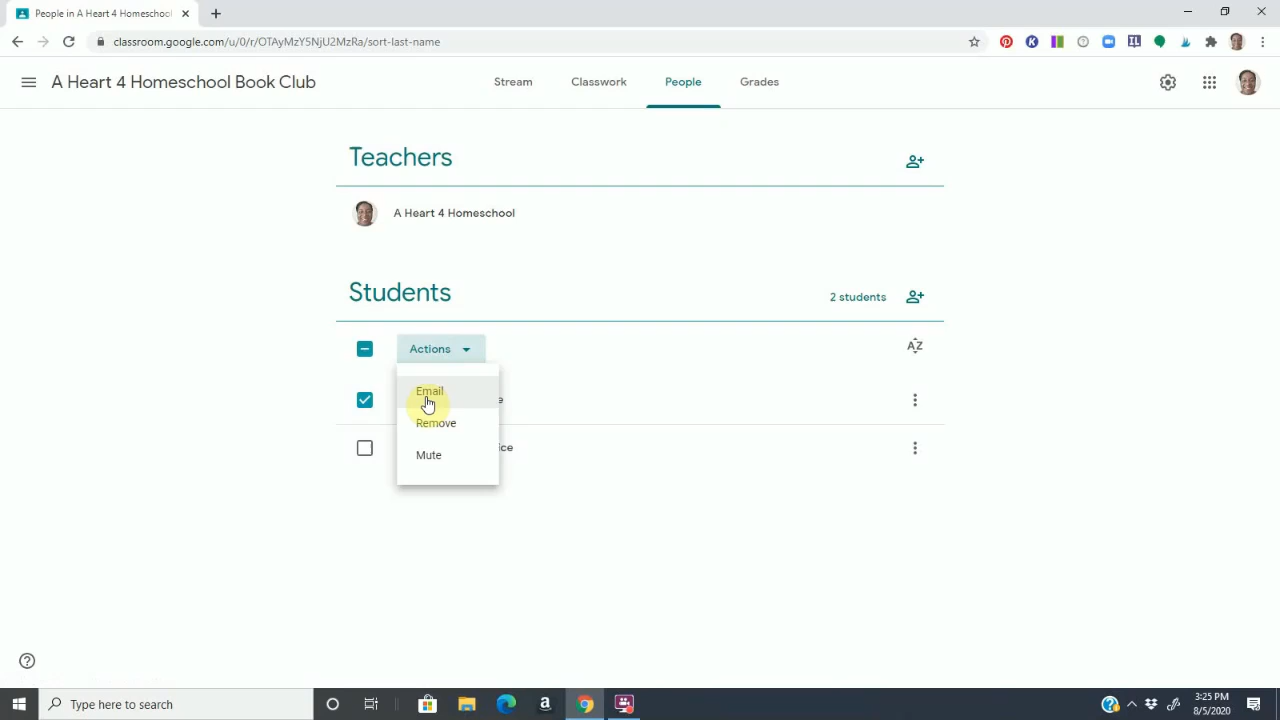 People in A Heart 4 Homeschool
classroom.google.com/u/0/r/OTAyMzY5NjU2MzRa/sort-last-name
A Heart 4 Homeschool Book Club
Stream
Classwork
People
Grades
Teachers
A Heart 4 Homeschool
Students
2 students
Actions
AZ
Email
e
Remove
ice
Mute
Type here to search
3:25 PM
8/5/2020